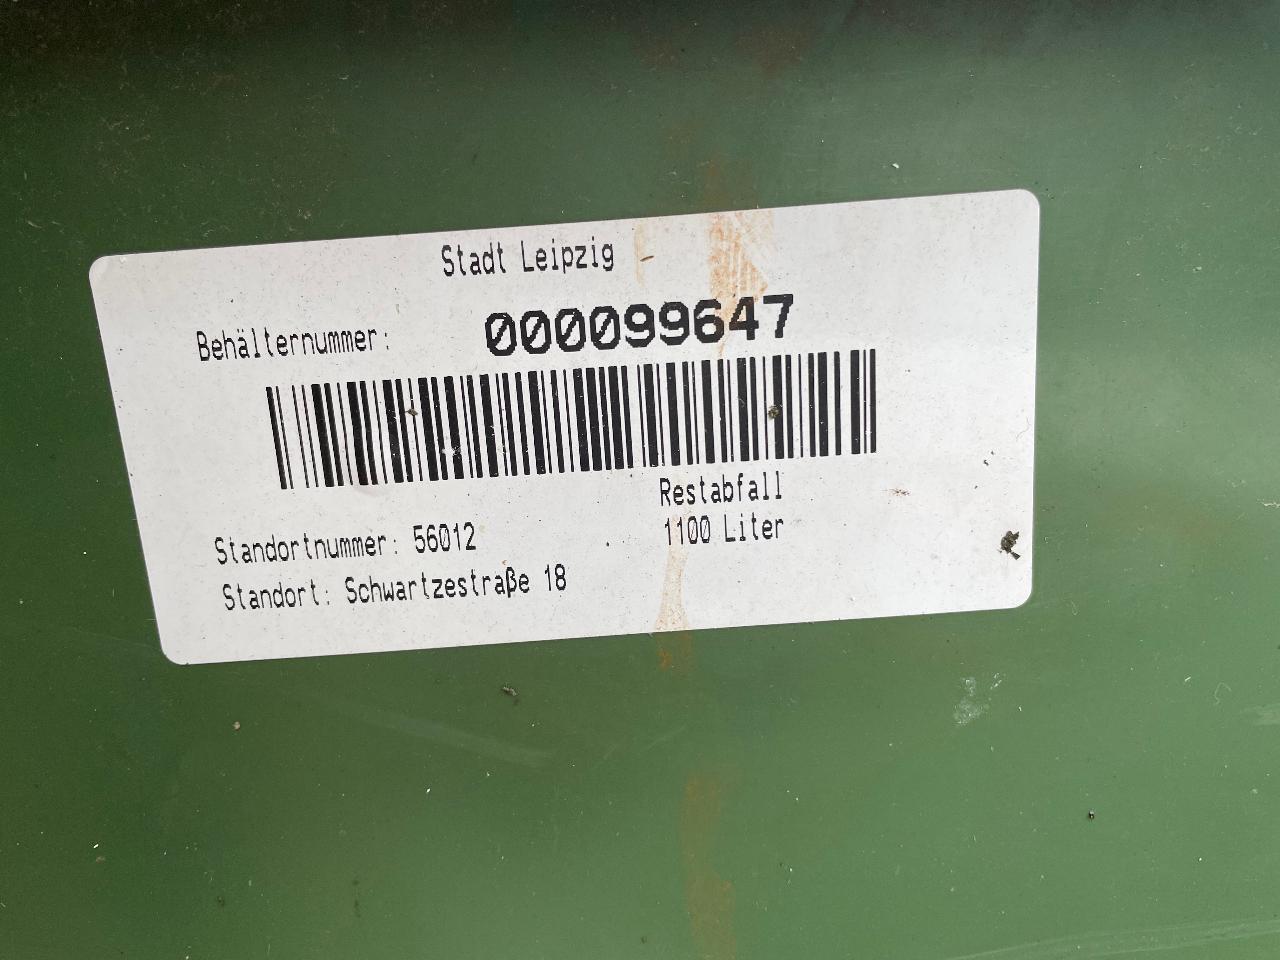 Stadt Leipzig
Behälternummer: 000099647
Restabfall
1100 Liter
Standortnummer: 56012
Standort: Schwartzestraße 18